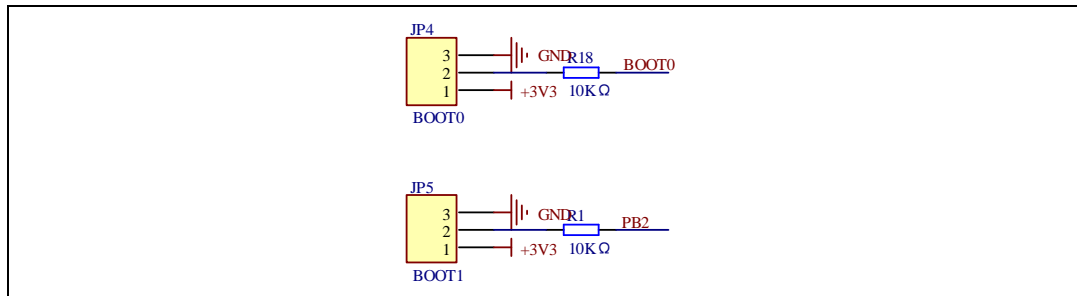 JP4
3
GND
R18
2
BOOT0
1
+3V3
10KΩ
BOOT0
JP5
3
GND
R1
2
PB2
1
+3V3
10KΩ
BOOT1